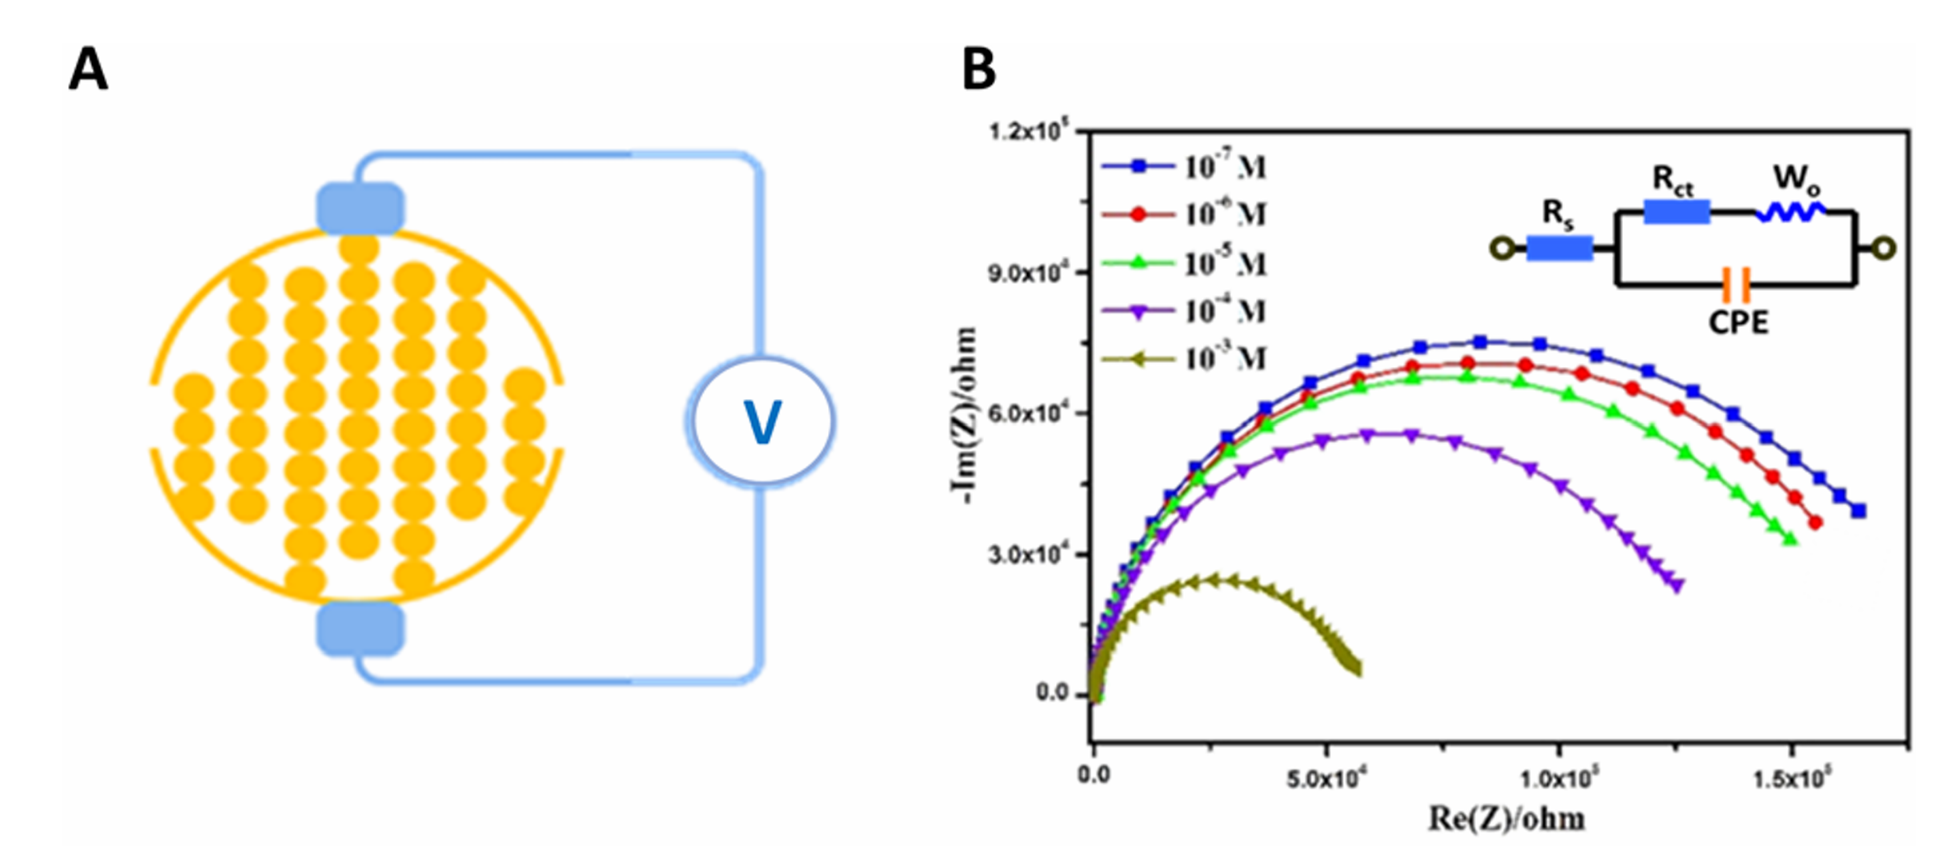 A
B
V
1.2x10⁵
9.0x10⁴
6.0x10⁴
3.0x10⁴
0.0
-Im(Z)/ohm
10⁻⁷ M
10⁻⁶ M
10⁻⁵ M
10⁻⁴ M
10⁻³ M
Rct
Wo
Rs
CPE
0.0
5.0x10⁴
1.0x10⁵
1.5x10⁵
Re(Z)/ohm